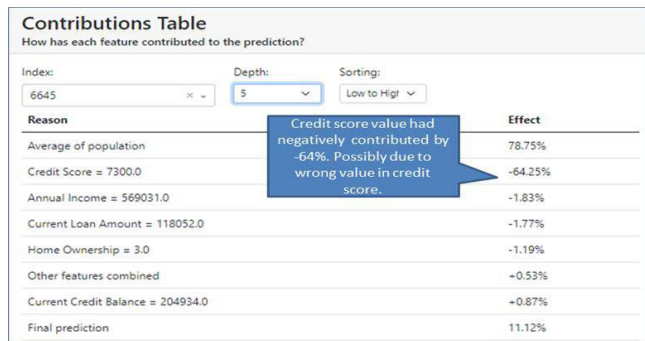 Contributions Table
How has each feature contributed to the prediction?
Index: Depth: Sorting:
6645 × 5 Low to High
Reason Effect
Credit score value had
negatively contributed by
-64%. Possibly due to
wrong value in credit
score.
Average of population 78.75%
Credit Score = 7300.0 -64.25%
Annual Income = 569031.0 -1.83%
Current Loan Amount = 118052.0 -1.77%
Home Ownership = 3.0 -1.19%
Other features combined +0.53%
Current Credit Balance = 204934.0 +0.87%
Final prediction 11.12%